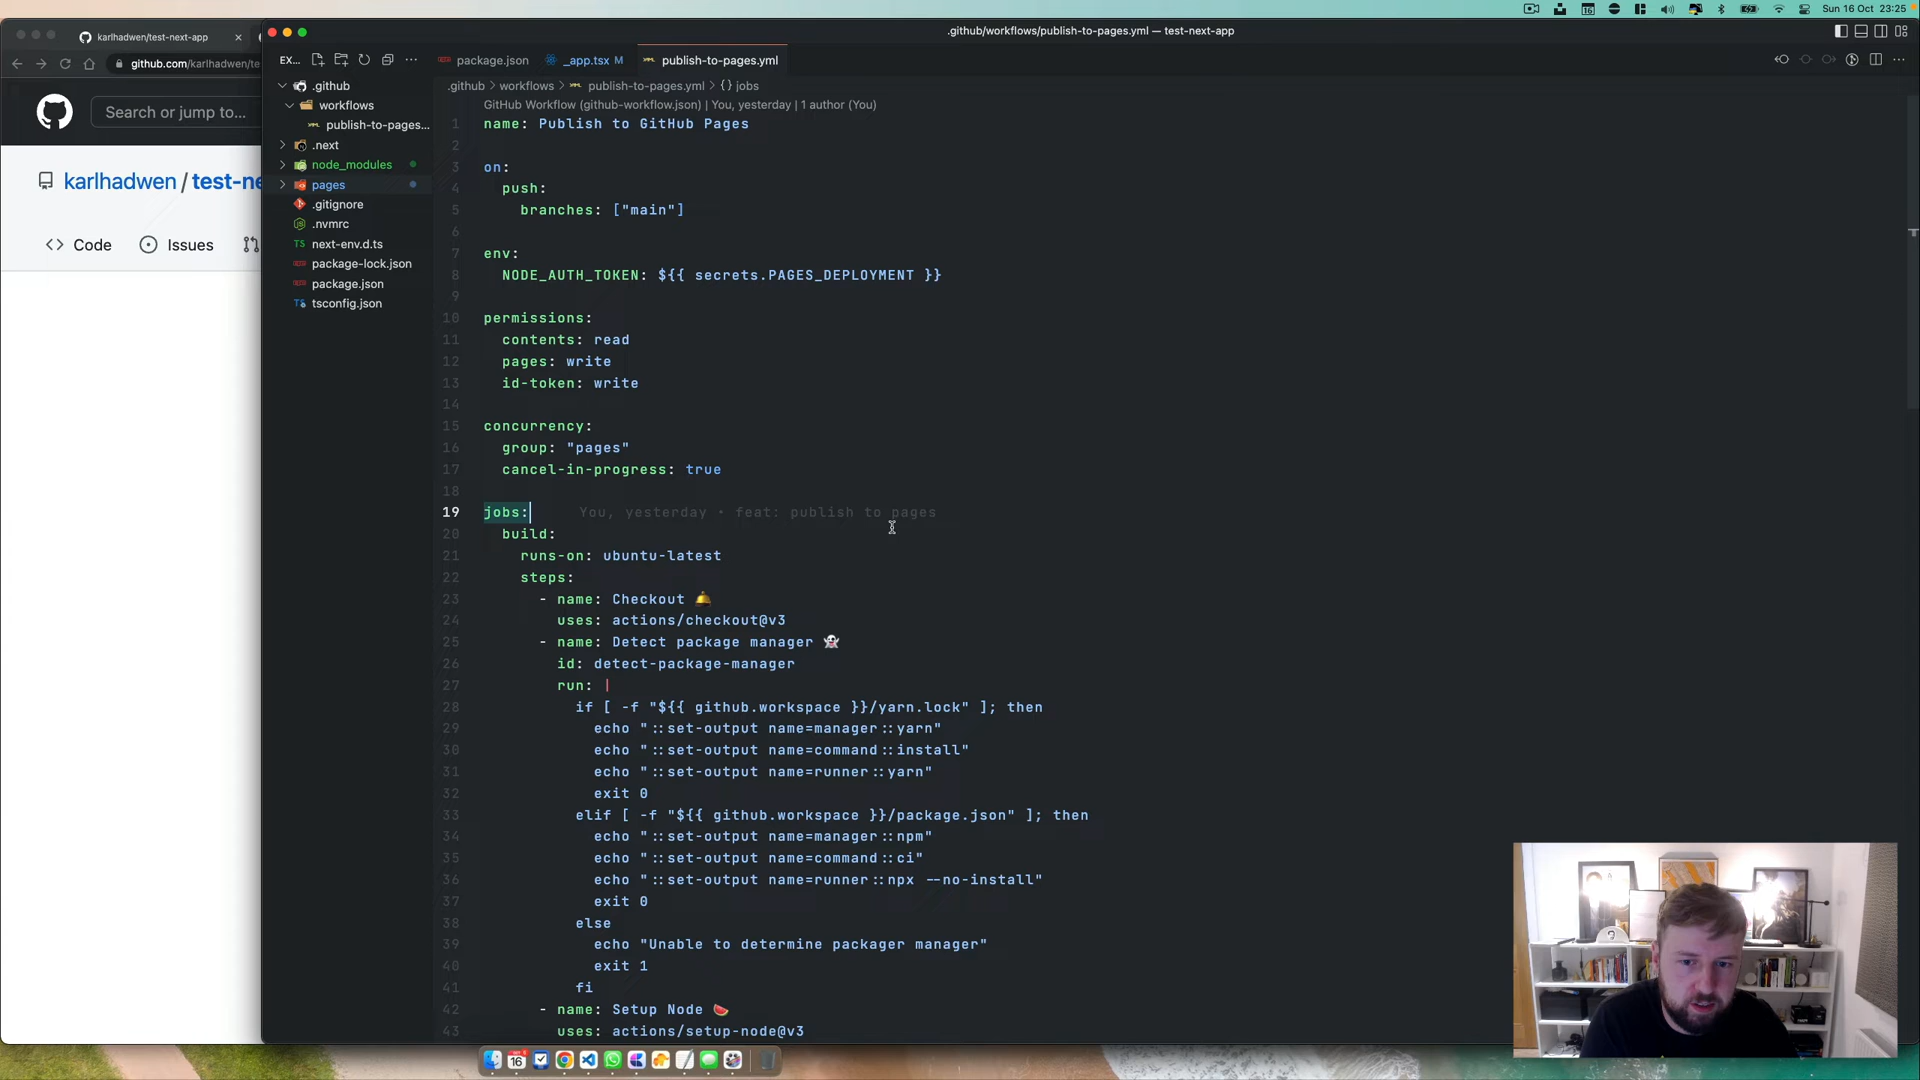 Sun 16 Oct 23:25
karlhadwen/test-next-app
github.com/karlhadwen/te
Search or jump to...
karlhadwen / test-ne
Code
Issues
.github/workflows/publish-to-pages.yml — test-next-app
EX...
package.json
_app.tsx M
publish-to-pages.yml
.github
workflows
publish-to-pages...
.next
node_modules
pages
.gitignore
.nvmrc
TS next-env.d.ts
package-lock.json
package.json
tsconfig.json
.github > workflows > publish-to-pages.yml > {} jobs
GitHub Workflow (github-workflow.json) | You, yesterday | 1 author (You)
1 name: Publish to GitHub Pages
2
3 on:
4 push:
5 branches: ["main"]
6
7 env:
8 NODE_AUTH_TOKEN: ${{ secrets.PAGES_DEPLOYMENT }}
9
10 permissions:
11 contents: read
12 pages: write
13 id-token: write
14
15 concurrency:
16 group: "pages"
17 cancel-in-progress: true
18
19 jobs: You, yesterday • feat: publish to pages
20 build:
21 runs-on: ubuntu-latest
22 steps:
23 - name: Checkout 🛎️
24 uses: actions/checkout@v3
25 - name: Detect package manager 👻
26 id: detect-package-manager
27 run: |
28 if [ -f "${{ github.workspace }}/yarn.lock" ]; then
29 echo "::set-output name=manager::yarn"
30 echo "::set-output name=command::install"
31 echo "::set-output name=runner::yarn"
32 exit 0
33 elif [ -f "${{ github.workspace }}/package.json" ]; then
34 echo "::set-output name=manager::npm"
35 echo "::set-output name=command::ci"
36 echo "::set-output name=runner::npx --no-install"
37 exit 0
38 else
39 echo "Unable to determine packager manager"
40 exit 1
41 fi
42 - name: Setup Node 🍉
43 uses: actions/setup-node@v3